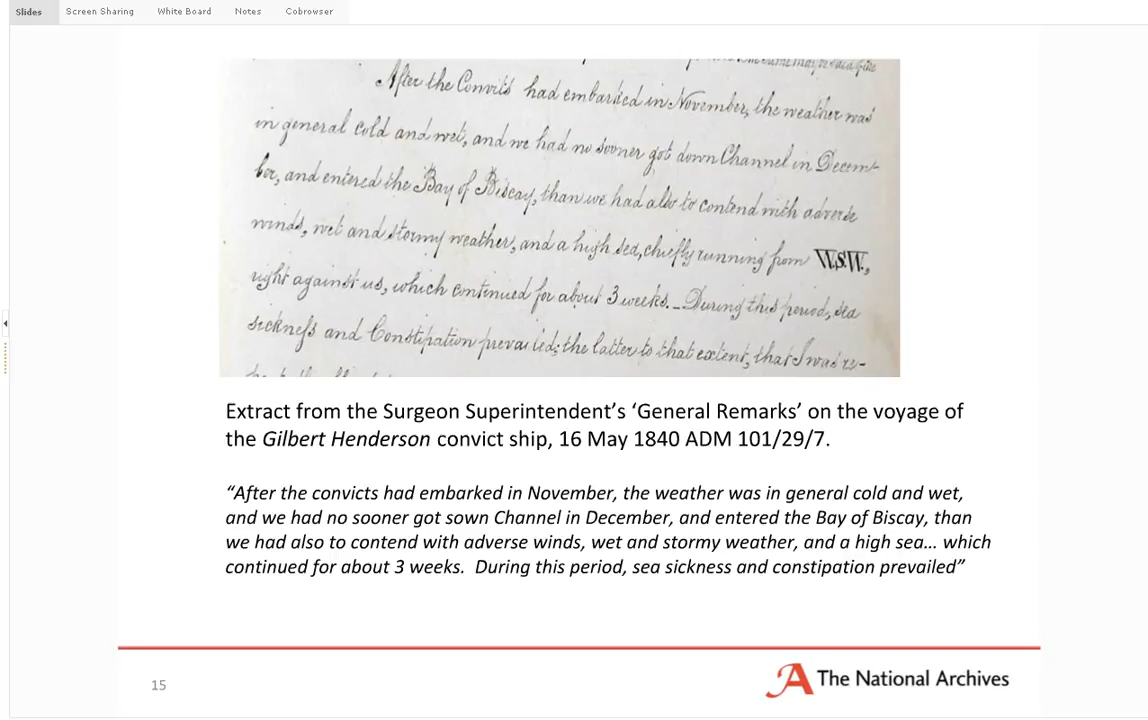 Slides Screen Sharing White Board Notes Cobrowser
After the Convicts had embarked in November, the weather was
in general cold and wet, and we had no sooner got down Channel in Decem-
ber, and entered the Bay of Biscay, than we had also to contend with adverse
winds, wet and stormy weather, and a high sea, chiefly running from W.S.W.,
right against us, which continued for about 3 weeks._ During this period, sea
sickness and Constipation prevailed; the latter to that extent, that I was re-
Extract from the Surgeon Superintendent's ‘General Remarks’ on the voyage of
the Gilbert Henderson convict ship, 16 May 1840 ADM 101/29/7.
“After the convicts had embarked in November, the weather was in general cold and wet,
and we had no sooner got sown Channel in December, and entered the Bay of Biscay, than
we had also to contend with adverse winds, wet and stormy weather, and a high sea… which
continued for about 3 weeks. During this period, sea sickness and constipation prevailed”
15
The National Archives